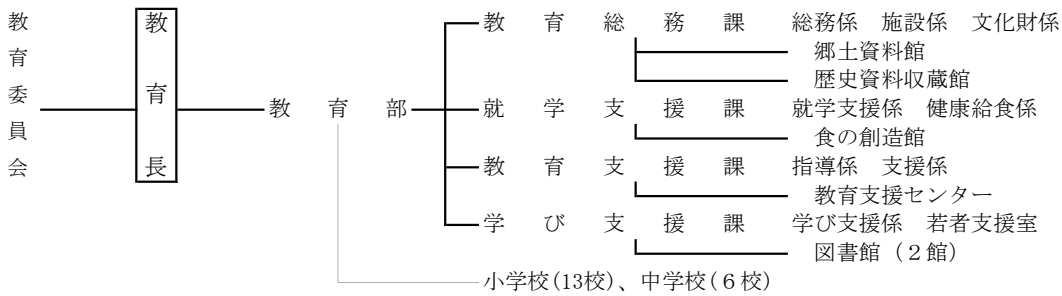 教育委員会
教育長
教育部
教育総務課 総務係 施設係 文化財係
郷土資料館
歴史資料収蔵館
就学支援課 就学支援係 健康給食係
食の創造館
教育支援課 指導係 支援係
教育支援センター
学び支援課 学び支援係 若者支援室
図書館(2館)
小学校(13校)、中学校(6校)